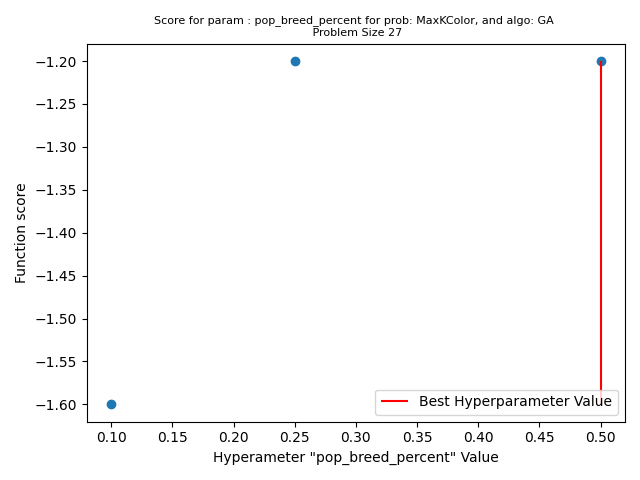 Score for param : pop_breed_percent for prob: MaxKColor, and algo: GA
Problem Size 27
−1.20
−1.25
−1.30
−1.35
−1.40
−1.45
−1.50
−1.55
−1.60
Function score
Best Hyperparameter Value
0.10 0.15 0.20 0.25 0.30 0.35 0.40 0.45 0.50
Hyperameter "pop_breed_percent" Value